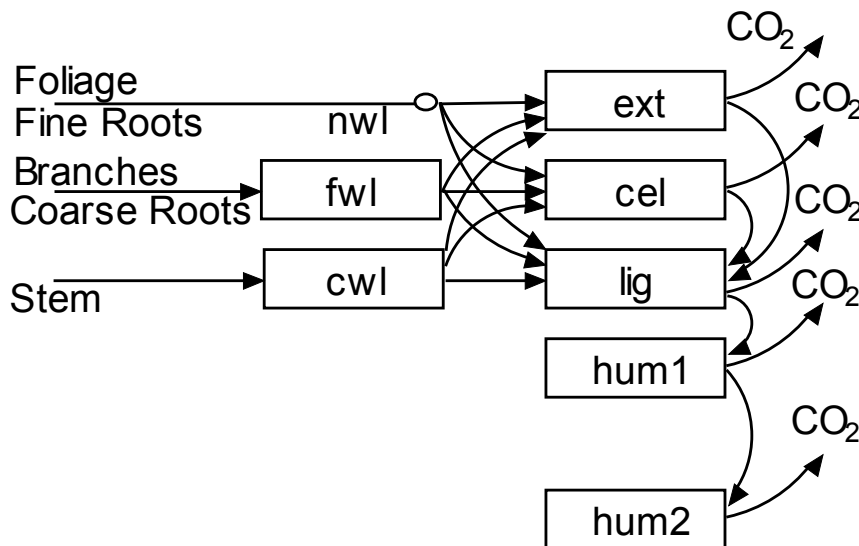 CO2
Foliage
ext
Fine Roots
nwl
CO2
Branches
fwl
cel
Coarse Roots
CO2
Stem
cwl
lig
CO2
hum1
CO2
hum2